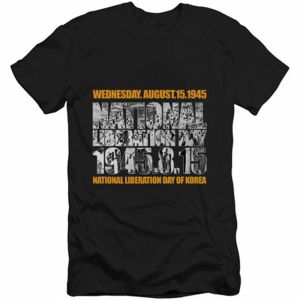 WEDNESDAY. AUGUST.15.1945
NATIONAL
LIBERATION DAY
1945.8.15
NATIONAL LIBERATION DAY OF KOREA